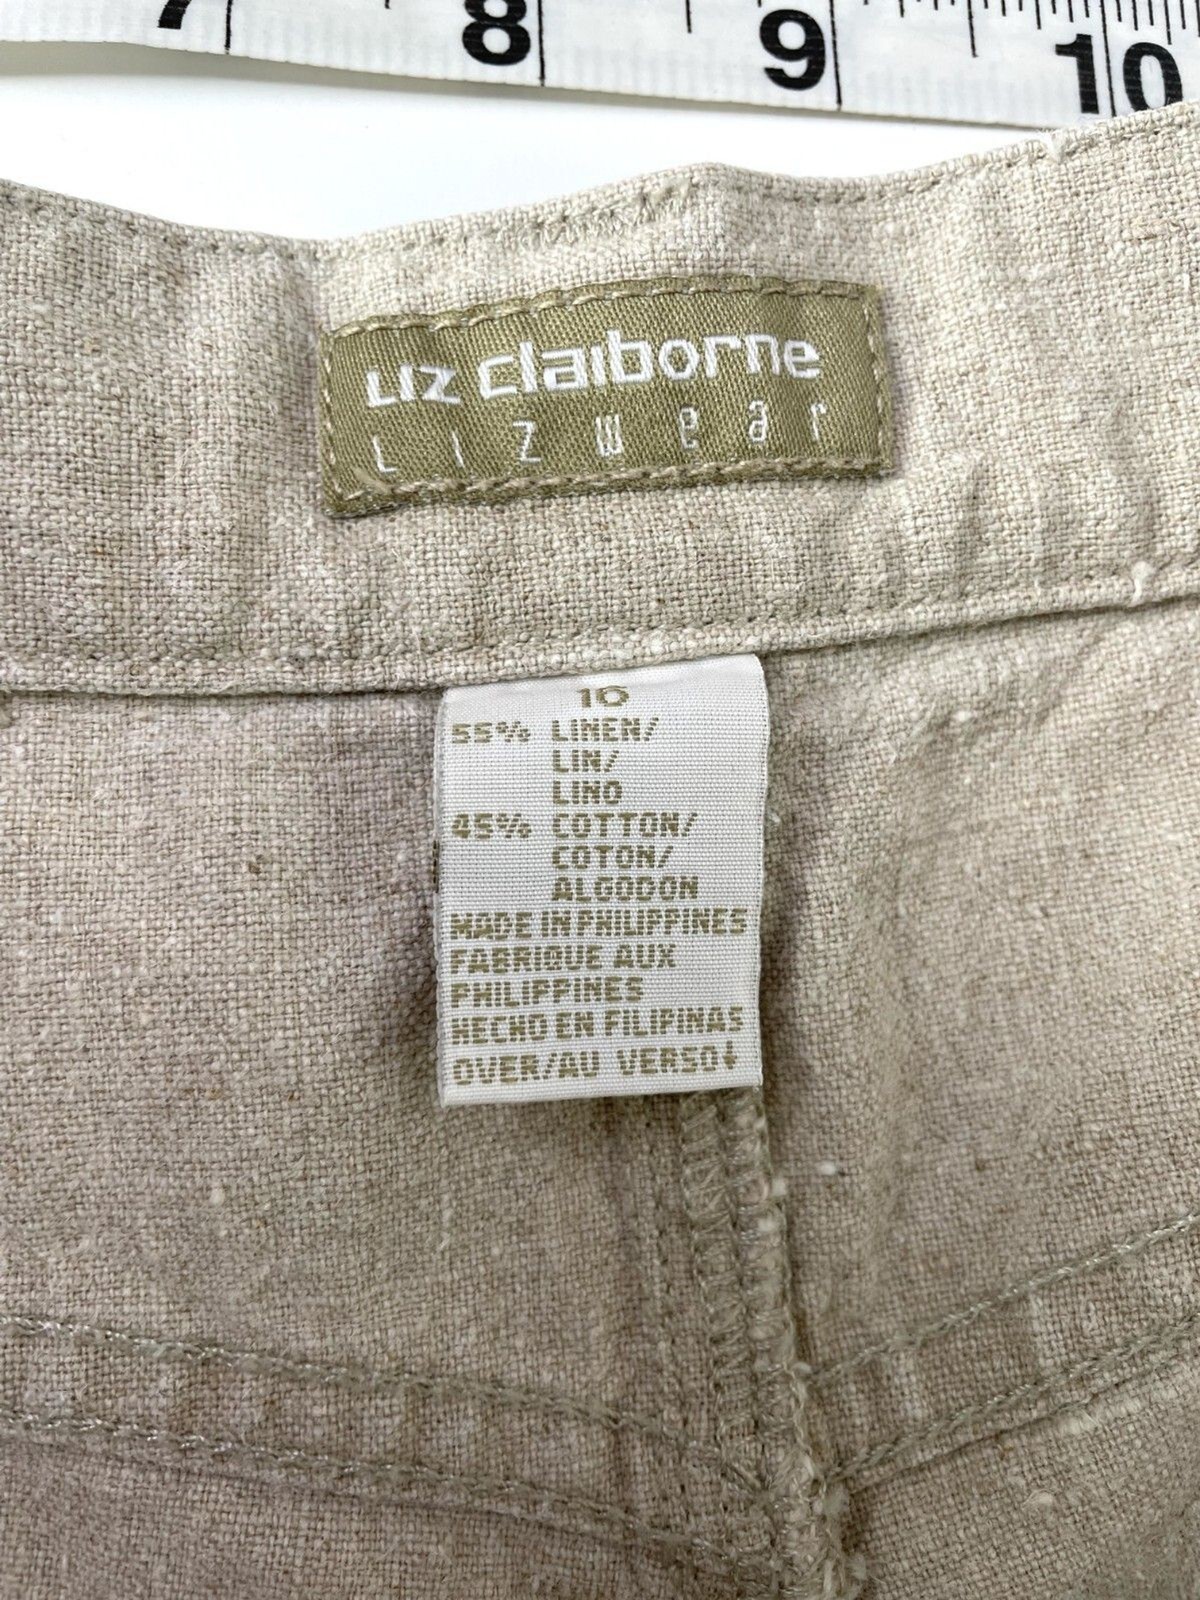 7 8 9 10
Liz claiborne
Lizwear
10
55% LINEN/
LIN/
LINO
45% COTTON/
COTON/
ALGODON
MADE IN PHILIPPINES
FABRIQUE AUX
PHILIPPINES
HECHO EN FILIPINAS
OVER/AU VERSO↓